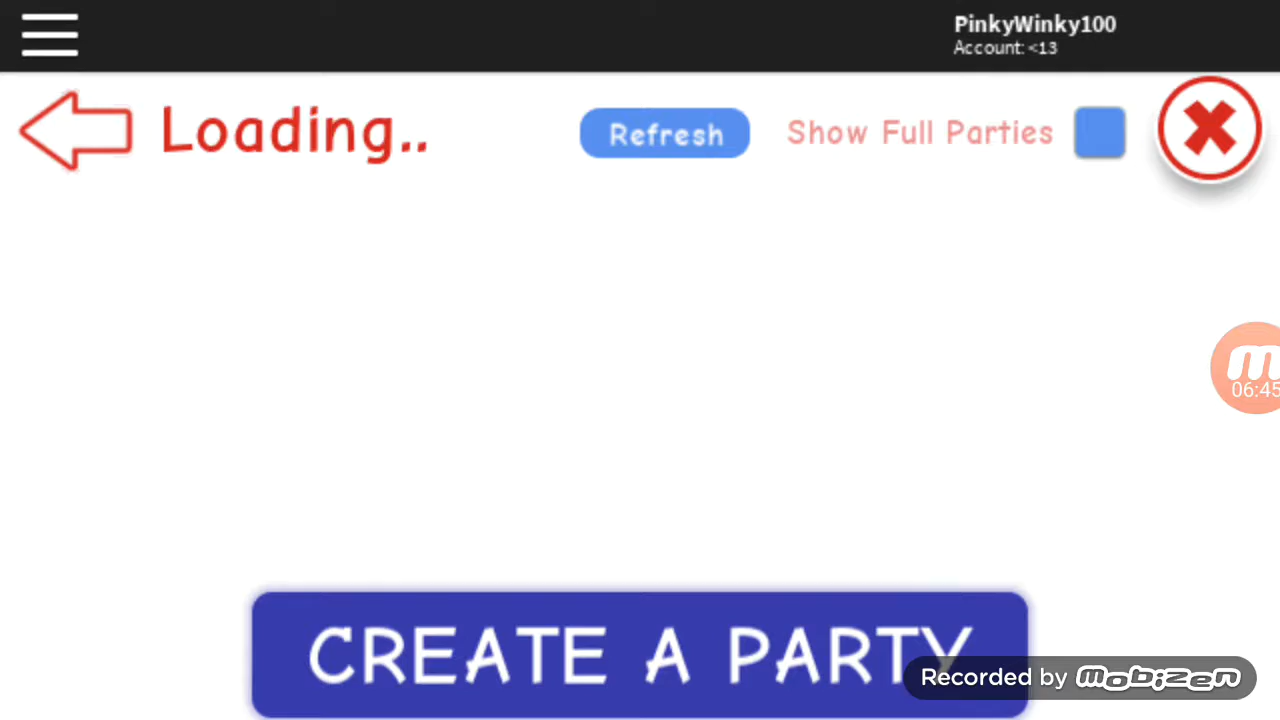 PinkyWinky100
Account: <13
Loading..
Refresh
Show Full Parties
06:45
CREATE A PARTY
Recorded by mobizen